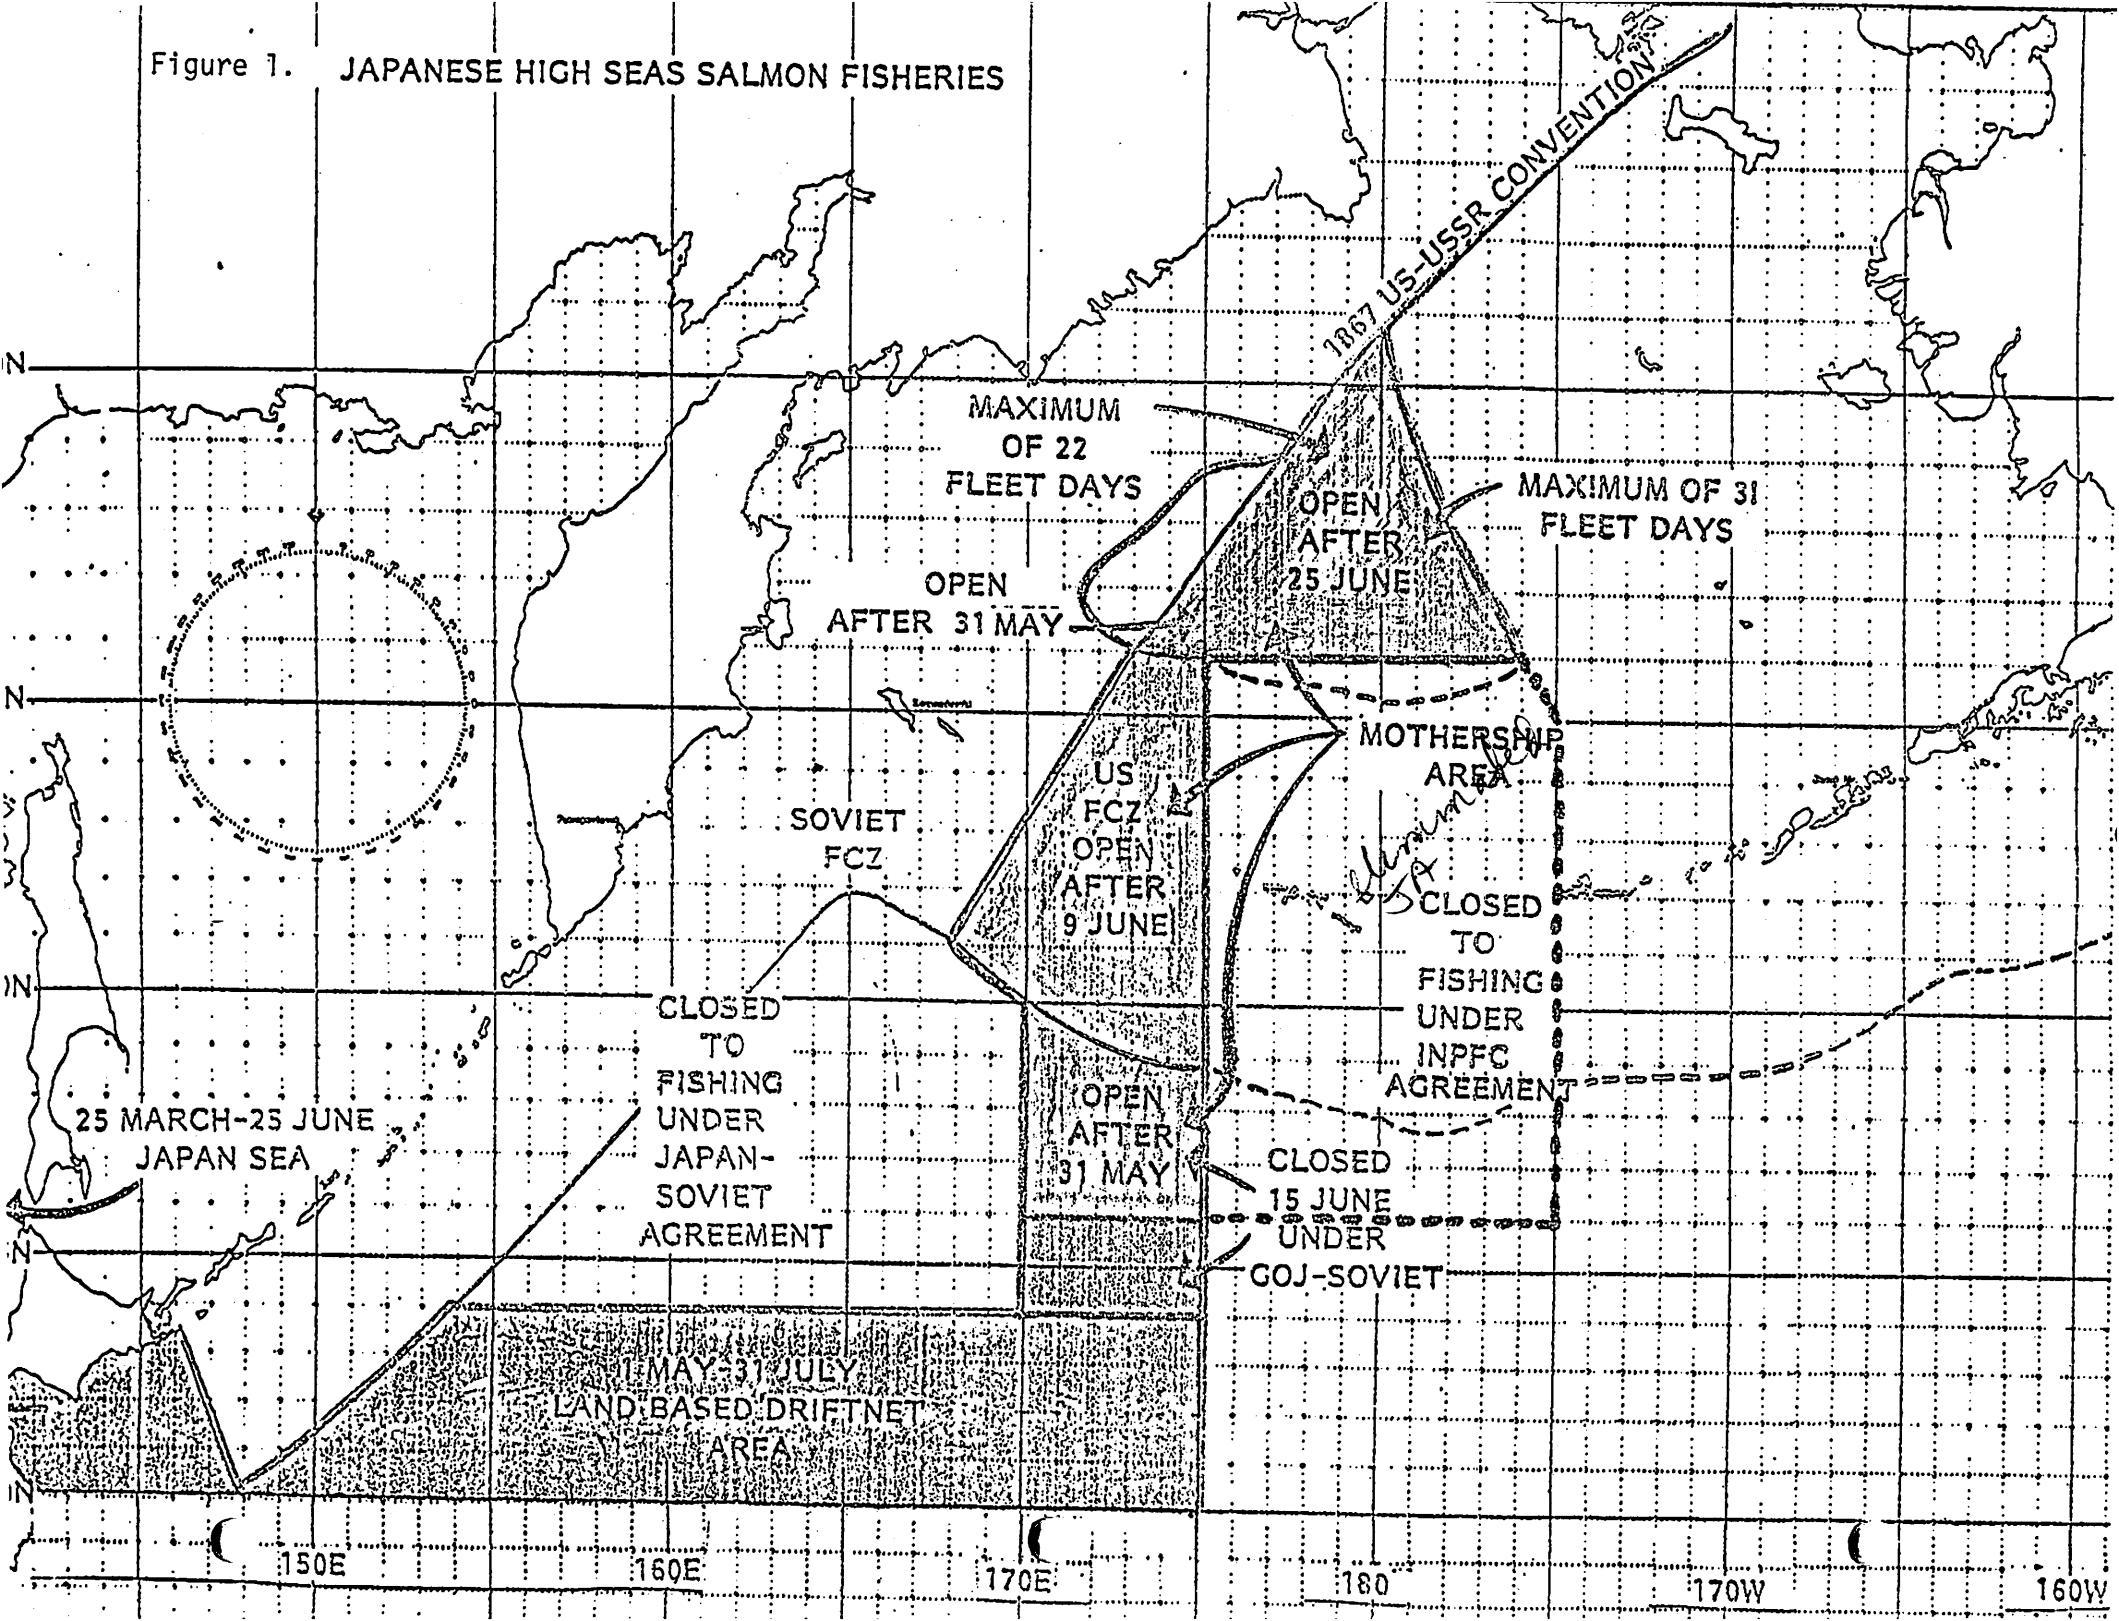 Figure 1. JAPANESE HIGH SEAS SALMON FISHERIES
1867 US-USSR CONVENTION
N
MAXIMUM
OF 22
FLEET DAYS
MAXIMUM OF 31
FLEET DAYS
OPEN
AFTER
25 JUNE
OPEN
AFTER 31 MAY
N
MOTHERSHIP
AREA
US
FCZ
OPEN
AFTER
9 JUNE
SOVIET
FCZ
CLOSED
TO
FISHING
UNDER
INPFC
AGREEMENT
N
CLOSED
TO
FISHING
UNDER
JAPAN-
SOVIET
AGREEMENT
OPEN
AFTER
31 MAY
25 MARCH-25 JUNE
JAPAN SEA
CLOSED
15 JUNE
UNDER
GOJ-SOVIET
N
1 MAY-31 JULY
LAND BASED DRIFTNET
AREA
N
150E
160E
170E
180
170W
160W